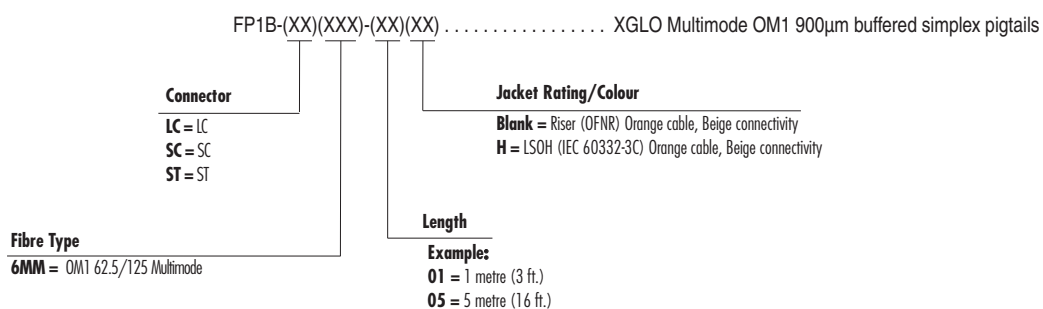 FP1B-(XX)(XXX)-(XX)(XX) . . . . . . . . . . . . . . . . . XGLO Multimode OM1 900µm buffered simplex pigtails
Connector
LC = LC
SC = SC
ST = ST
Jacket Rating/Colour
Blank = Riser (OFNR) Orange cable, Beige connectivity
H = LSOH (IEC 60332-3C) Orange cable, Beige connectivity
Fibre Type
6MM = OM1 62.5/125 Multimode
Length
Example:
01 = 1 metre (3 ft.)
05 = 5 metre (16 ft.)